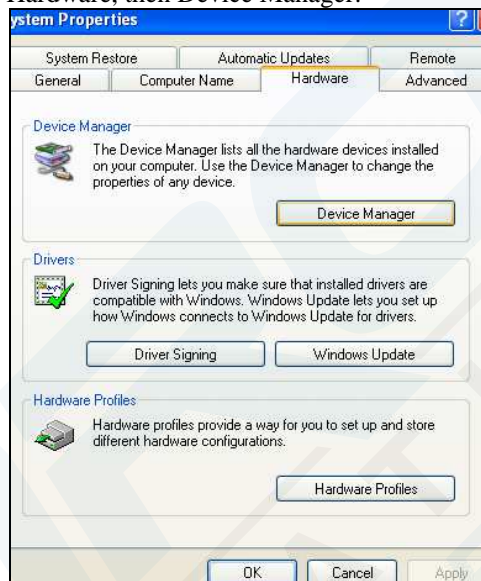 Hardware, then Device Manager.
ystem Properties
?
System Restore Automatic Updates Remote
General Computer Name Hardware Advanced
Device Manager
The Device Manager lists all the hardware devices installed
on your computer. Use the Device Manager to change the
properties of any device.
Device Manager
Drivers
Driver Signing lets you make sure that installed drivers are
compatible with Windows. Windows Update lets you set up
how Windows connects to Windows Update for drivers.
Driver Signing Windows Update
Hardware Profiles
Hardware profiles provide a way for you to set up and store
different hardware configurations.
Hardware Profiles
OK Cancel Apply